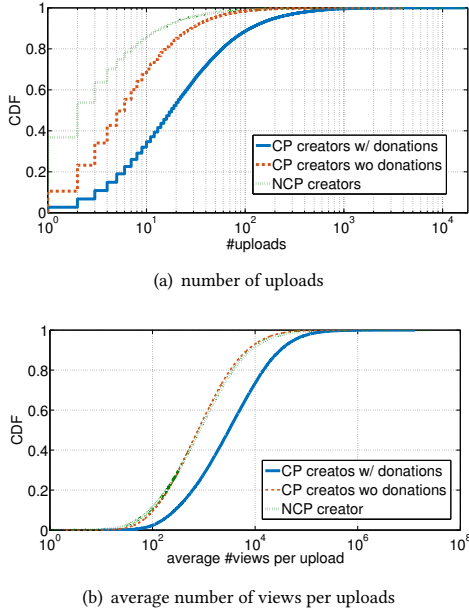 1
0.8
0.6
0.4
0.2
0
CDF
CP creators w/ donations
CP creators wo donations
NCP creators
10^0 10^1 10^2 10^3 10^4
#uploads
(a) number of uploads
1
0.8
0.6
0.4
0.2
0
CDF
CP creatos w/ donations
CP creatos wo donations
NCP creator
10^0 10^2 10^4 10^6 10^8
average #views per upload
(b) average number of views per uploads